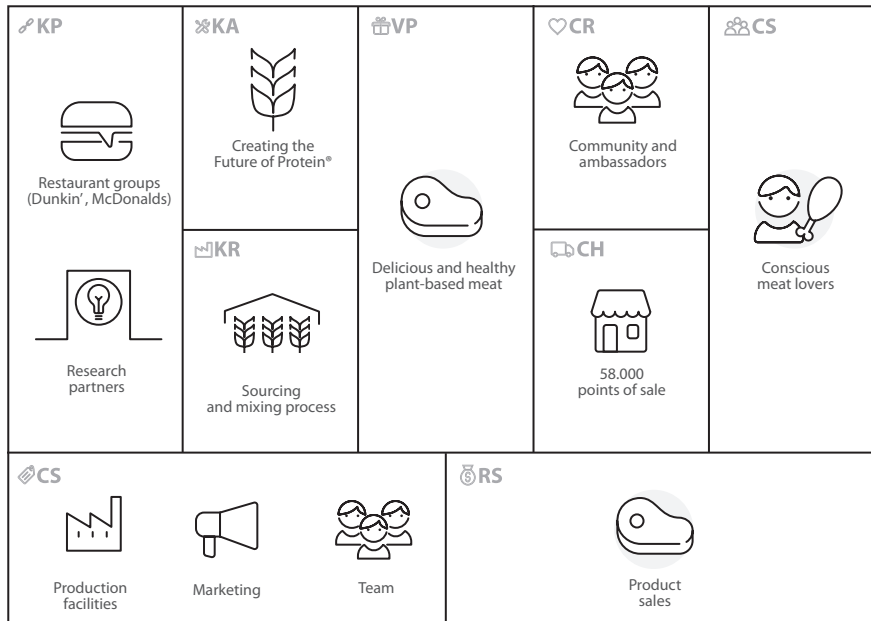 KP
Restaurant groups
(Dunkin', McDonalds)
Research
partners
KA
Creating the
Future of Protein®
KR
Sourcing
and mixing process
VP
Delicious and healthy
plant-based meat
CR
Community and
ambassadors
CH
58.000
points of sale
CS
Conscious
meat lovers
CS
Production
facilities
Marketing
Team
RS
Product
sales